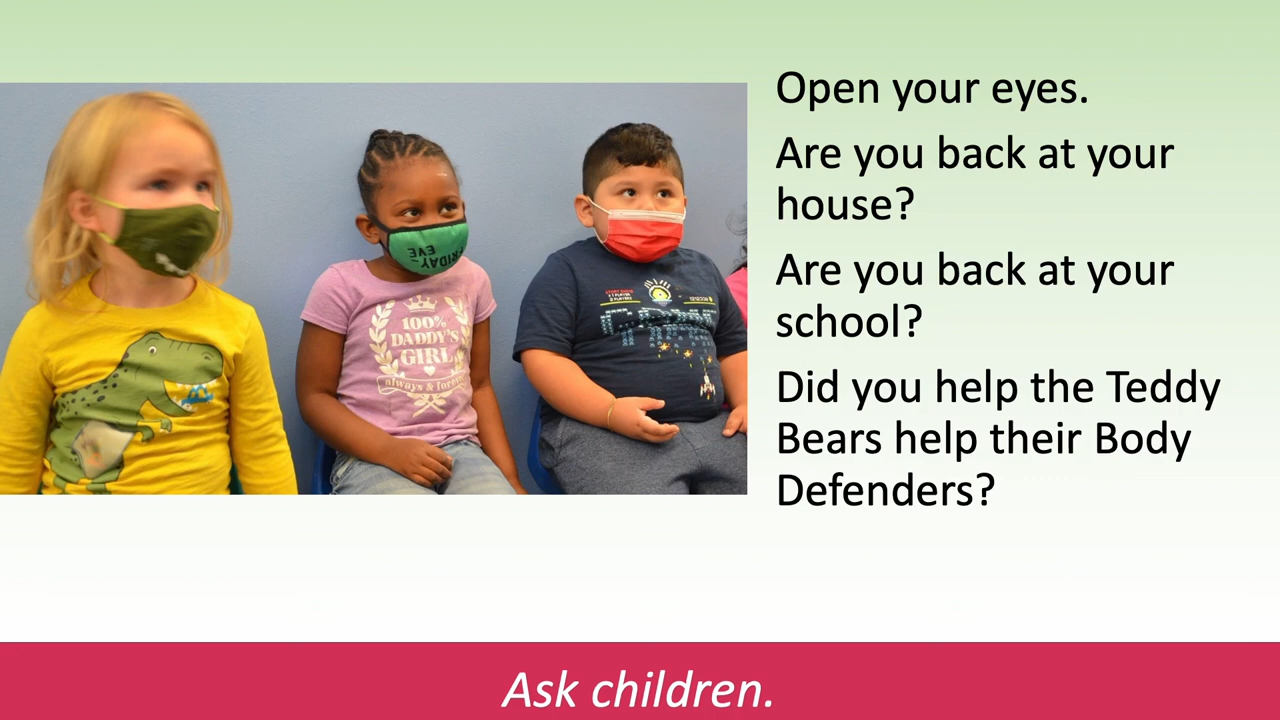 Open your eyes.
Are you back at your
house?
Are you back at your
school?
Did you help the Teddy
Bears help their Body
Defenders?
EVE
FRIDAY
100%
DADDY'S
GIRL
always & forever
Ask children.